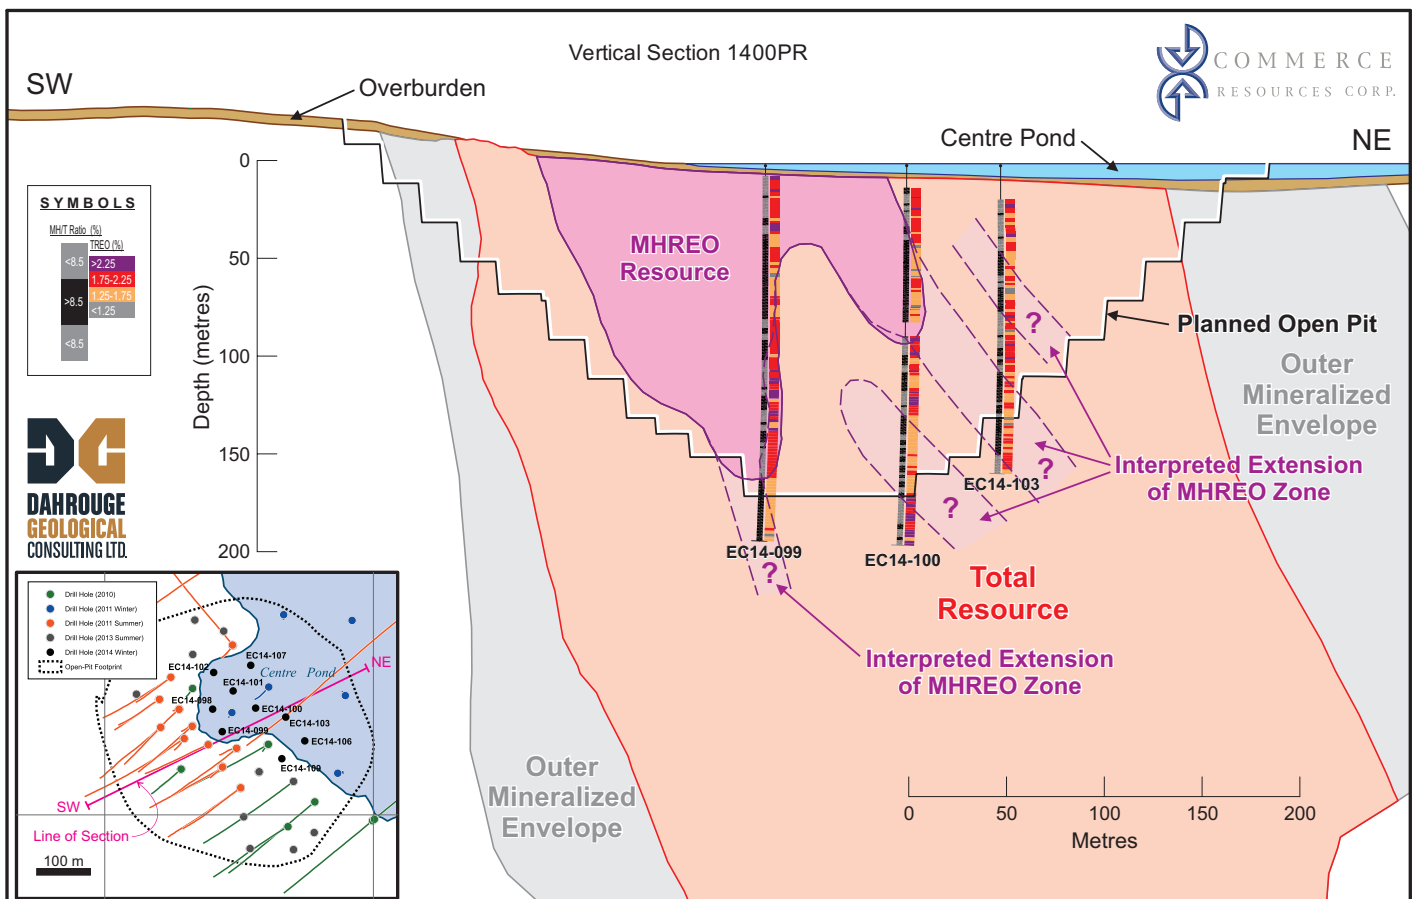 Vertical Section 1400PR
SW
Overburden
COMMERCE
RESOURCES CORP.
Centre Pond
NE
0
50
100
150
200
Depth (metres)
SYMBOLS
MH/T Ratio (%)
TREO (%)
<8.5
>8.5
<8.5
>2.25
1.75-2.25
1.25-1.75
<1.25
MHREO
Resource
?
Planned Open Pit
Outer
Mineralized
Envelope
DAHROUGE
GEOLOGICAL
CONSULTING LTD.
Interpreted Extension
of MHREO Zone
?
EC14-103
?
EC14-099
EC14-100
?
Total
Resource
Interpreted Extension
of MHREO Zone
Outer
Mineralized
Envelope
0
50
100
150
200
Metres
Drill Hole (2010)
Drill Hole (2011 Winter)
Drill Hole (2011 Summer)
Drill Hole (2013 Summer)
Drill Hole (2014 Winter)
Open-Pit Footprint
EC14-107
EC14-102
NE
Centre Pond
EC14-101
EC14-098
EC14-100
EC14-103
EC14-099
EC14-106
EC14-109
SW
Line of Section
100 m